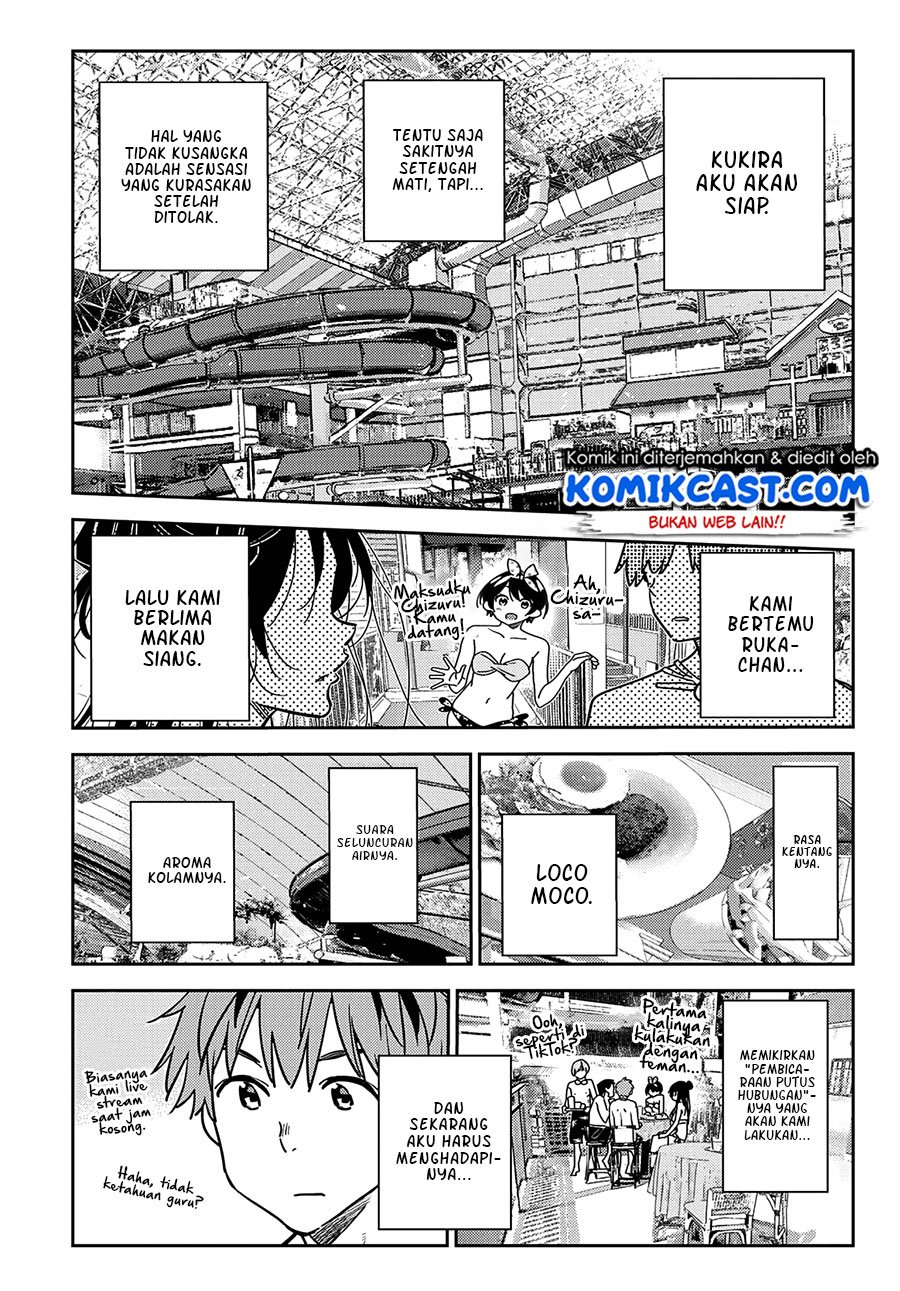 KUKIRA
AKU AKAN
SIAP.
TENTU SAJA
SAKITNYA
SETENGAH
MATI, TAPI...
HAL YANG
TIDAK KUSANGKA
ADALAH SENSASI
YANG KURASAKAN
SETELAH
DITOLAK.
Komik ini diterjemahkan & diedit oleh
KOMIKCAST.COM
BUKAN WEB LAIN!!
KAMI
BERTEMU
RUKA-
CHAN...
Ah,
Chizuru-
sa-
Maksudku
Chizuru!
Kamu
datang!
LALU KAMI
BERLIMA
MAKAN
SIANG.
RASA
KENTANG
NYA.
LOCO
MOCO.
SUARA
SELUNCURAN
AIRNYA.
AROMA
KOLAMNYA.
MEMIKIRKAN
"PEMBICA-
RAAN PUTUS
HUBUNGAN"-
NYA YANG
AKAN KAMI
LAKUKAN...
Pertama
kalinya
kulakukan
dengan
teman...
Ooh,
seperti di
TikTok?
DAN
SEKARANG
AKU HARUS
MENGHADAPI-
NYA...
Biasanya
kami live
stream
saat jam
kosong.
Haha, tidak
ketahuan guru?